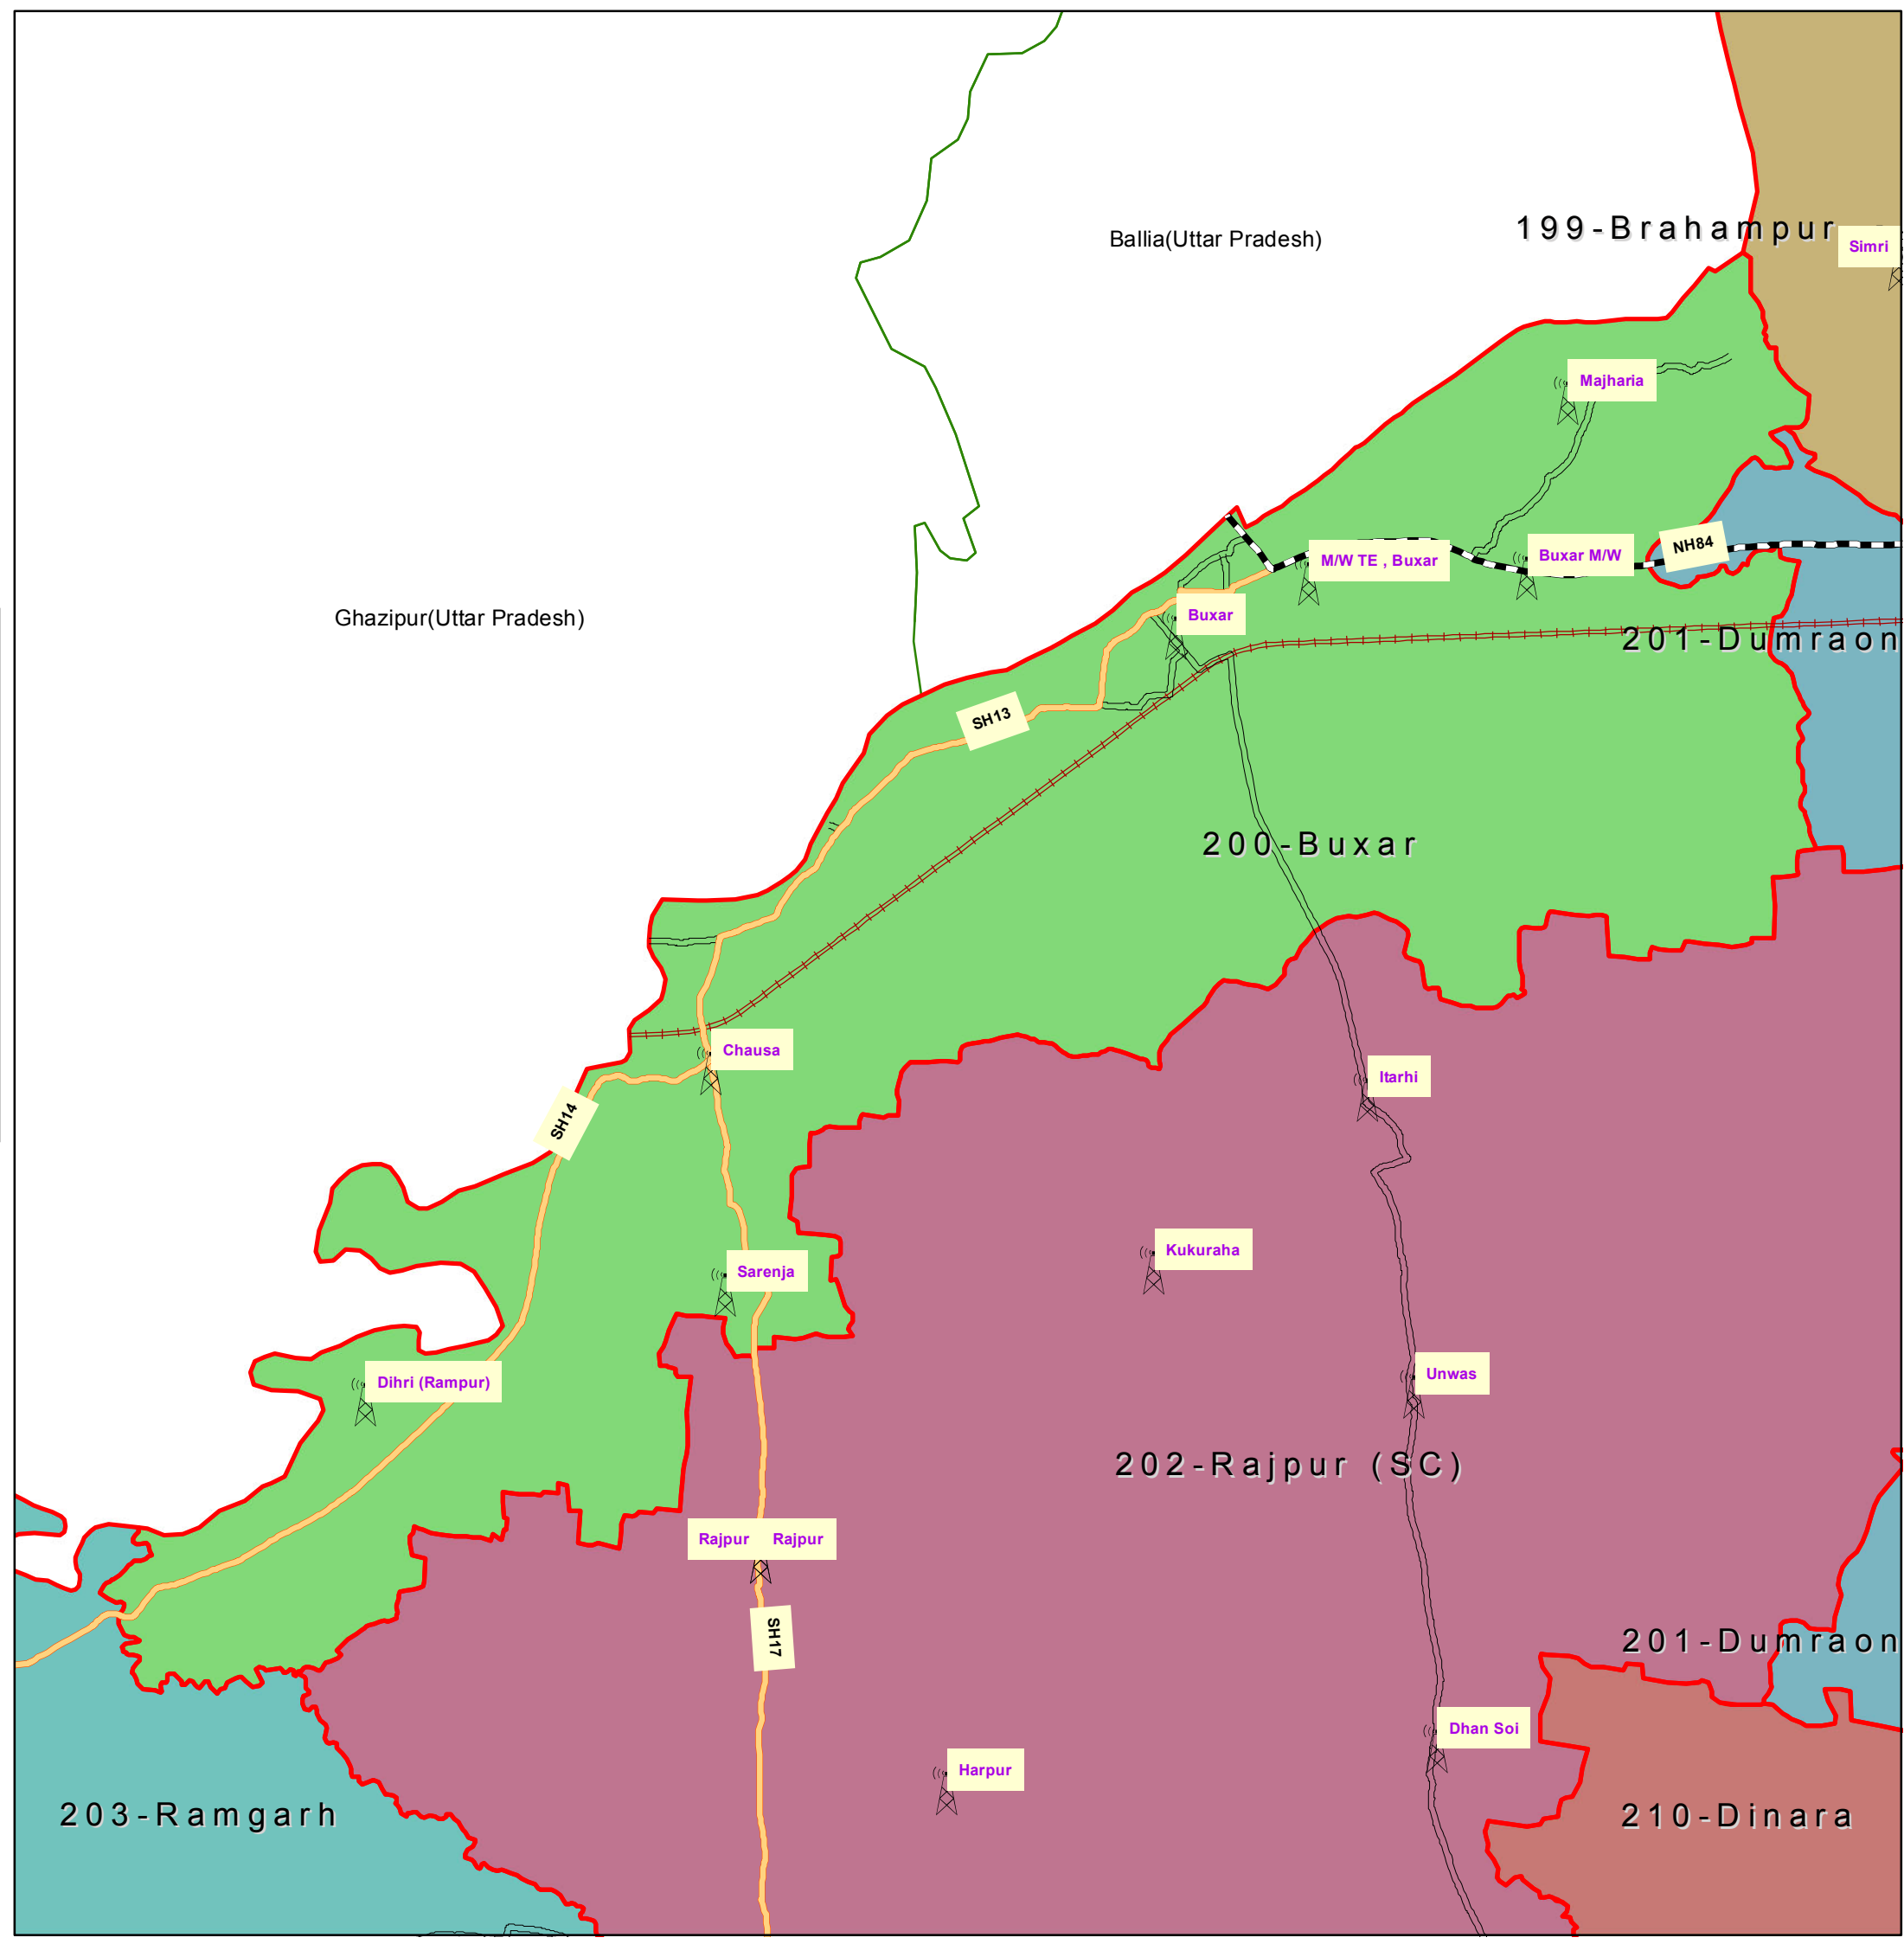 199-Brahampur
Ballia(Uttar Pradesh)
Simri
Majharia
NH84
Buxar M/W
M/W TE , Buxar
Ghazipur(Uttar Pradesh)
Buxar
201-Dumraon
SH13
200-Buxar
Chausa
Itarhi
SH14
Kukuraha
Sarenja
Unwas
Dihri (Rampur)
202-Rajpur (SC)
Rajpur Rajpur
SH17
201-Dumraon
Dhan Soi
Harpur
203-Ramgarh
210-Dinara